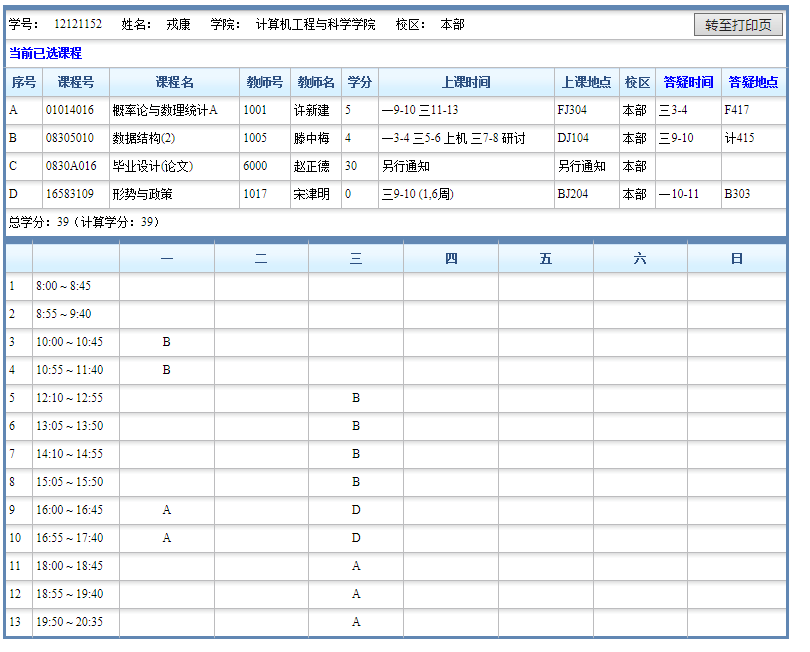 学号： 12121152 姓名： 戎康 学院： 计算机工程与科学学院 校区： 本部 转至打印页
当前已选课程
序号 课程号 课程名 教师号 教师名 学分 上课时间 上课地点 校区 答疑时间 答疑地点
A 01014016 概率论与数理统计A 1001 许新建 5 一9-10 三11-13 FJ304 本部 三3-4 F417
B 08305010 数据结构(2) 1005 滕中梅 4 一3-4 三5-6 上机 三7-8 研讨 DJ104 本部 三9-10 计415
C 0830A016 毕业设计(论文) 6000 赵正德 30 另行通知 另行通知 本部
D 16583109 形势与政策 1017 宋津明 0 三9-10 (1,6周) BJ204 本部 一10-11 B303
总学分：39（计算学分：39）
一 二 三 四 五 六 日
1 8:00 ~ 8:45
2 8:55 ~ 9:40
3 10:00 ~ 10:45 B
4 10:55 ~ 11:40 B
5 12:10 ~ 12:55 B
6 13:05 ~ 13:50 B
7 14:10 ~ 14:55 B
8 15:05 ~ 15:50 B
9 16:00 ~ 16:45 A D
10 16:55 ~ 17:40 A D
11 18:00 ~ 18:45 A
12 18:55 ~ 19:40 A
13 19:50 ~ 20:35 A